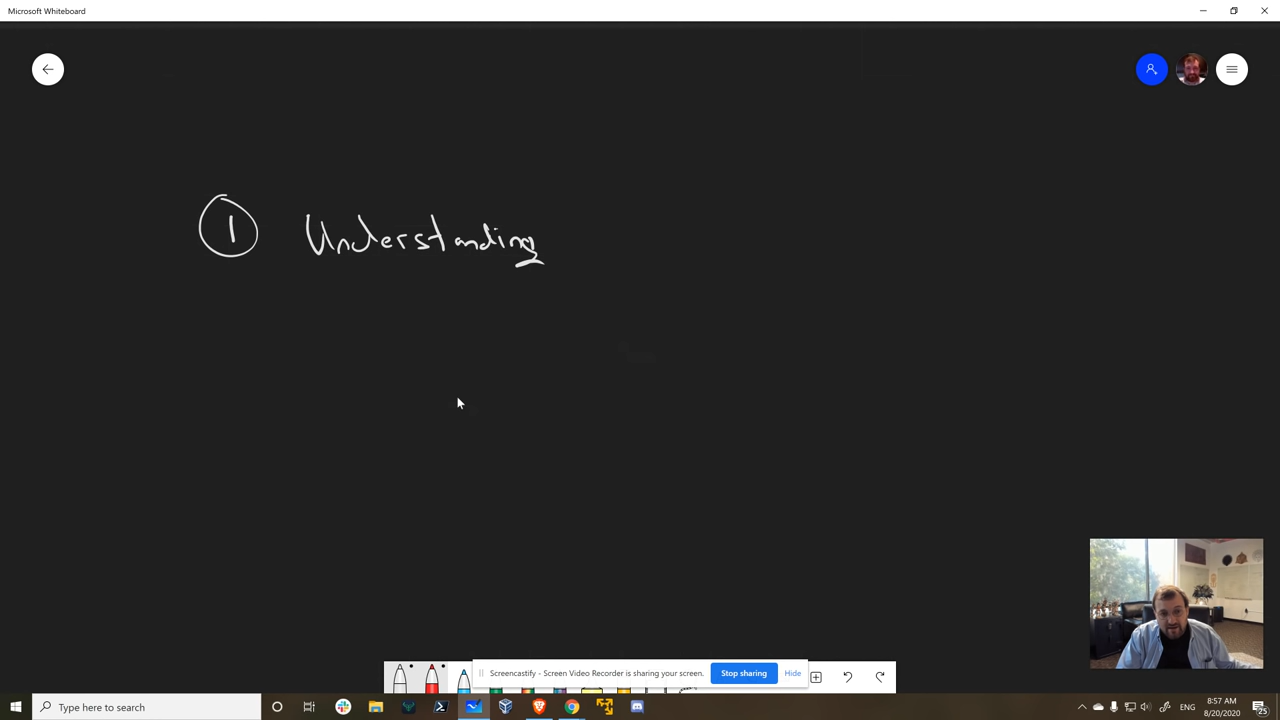 Microsoft Whiteboard
① Understanding
Screencastify - Screen Video Recorder is sharing your screen. Stop sharing Hide
Type here to search
ENG
8:57 AM
8/20/2020
25